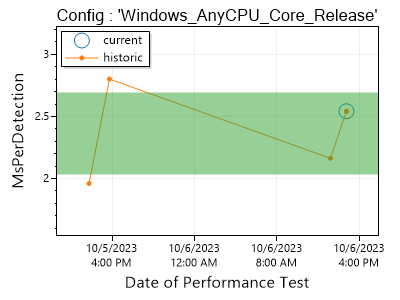 Config : 'Windows_AnyCPU_Core_Release'
current
historic
3
2.5
2
MsPerDetection
10/5/2023 10/6/2023 10/6/2023 10/6/2023
4:00 PM 12:00 AM 8:00 AM 4:00 PM
Date of Performance Test